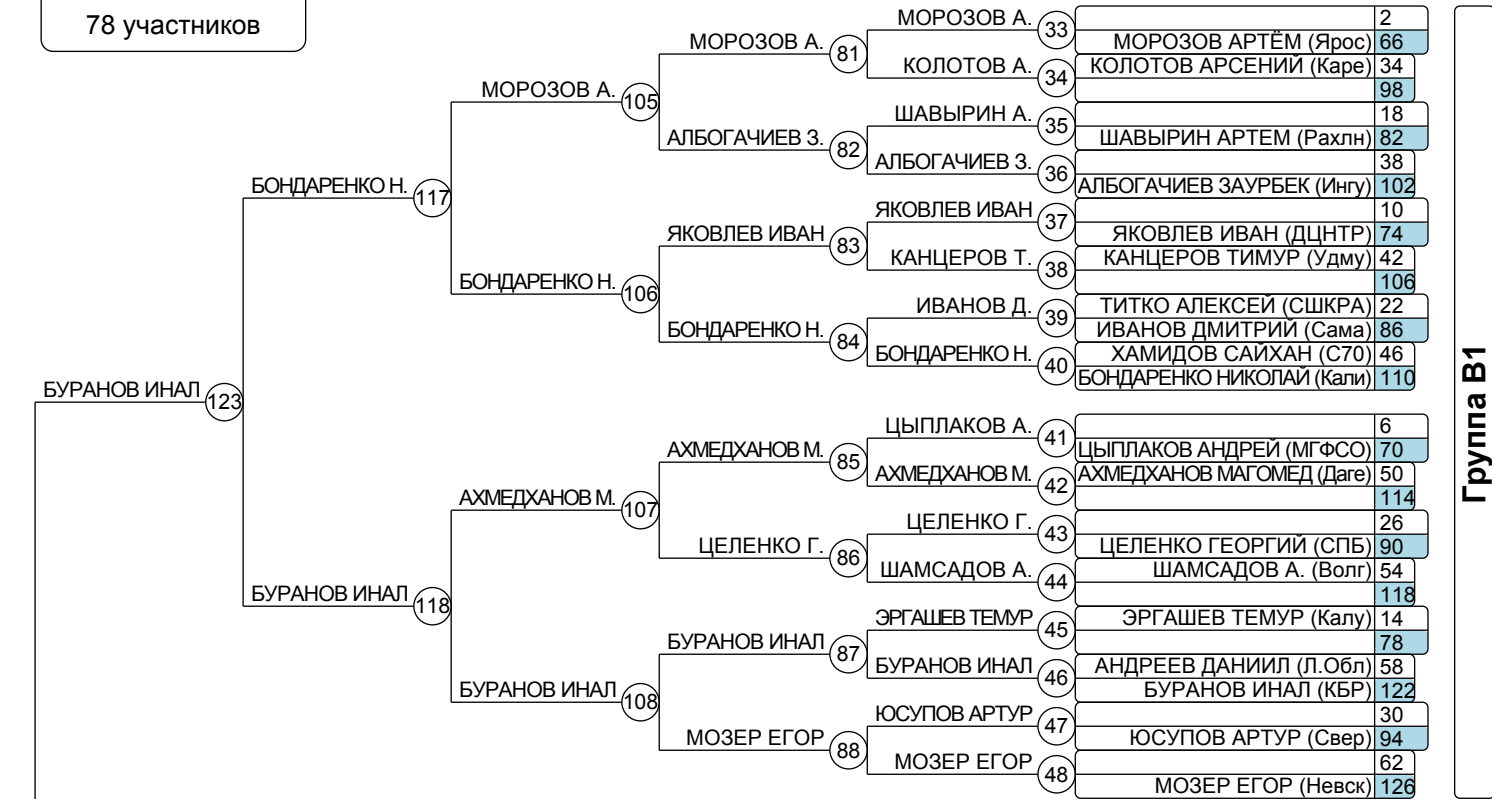 78 участников
МОРОЗОВ А. 33 2
МОРОЗОВ А. 81 МОРОЗОВ АРТЁМ (Ярос) 66
КОЛОТОВ А. 34 КОЛОТОВ АРСЕНИЙ (Каре) 34
МОРОЗОВ А. 105 98
ШАВЫРИН А. 35 18
АЛБОГАЧИЕВ З. 82 ШАВЫРИН АРТЕМ (Рахлн) 82
АЛБОГАЧИЕВ З. 36 38
БОНДАРЕНКО Н. 117 АЛБОГАЧИЕВ ЗАУРБЕК (Ингу) 102
ЯКОВЛЕВ ИВАН 37 10
ЯКОВЛЕВ ИВАН 83 ЯКОВЛЕВ ИВАН (ДЦНТР) 74
КАНЦЕРОВ Т. 38 КАНЦЕРОВ ТИМУР (Удму) 42
БОНДАРЕНКО Н. 106 106
ИВАНОВ Д. 39 ТИТКО АЛЕКСЕЙ (СШКРА) 22
БОНДАРЕНКО Н. 84 ИВАНОВ ДМИТРИЙ (Сама) 86
БОНДАРЕНКО Н. 40 ХАМИДОВ САЙХАН (С70) 46
БОНДАРЕНКО НИКОЛАЙ (Кали) 110
БУРАНОВ ИНАЛ 123
Группа B1
ЦЫПЛАКОВ А. 41 6
АХМЕДХАНОВ М. 85 ЦЫПЛАКОВ АНДРЕЙ (МГФСО) 70
АХМЕДХАНОВ М. 42 АХМЕДХАНОВ МАГОМЕД (Даге) 50
АХМЕДХАНОВ М. 107 114
ЦЕЛЕНКО Г. 43 26
ЦЕЛЕНКО Г. 86 ЦЕЛЕНКО ГЕОРГИЙ (СПБ) 90
ШАМСАДОВ А. 44 ШАМСАДОВ А. (Волг) 54
БУРАНОВ ИНАЛ 118 118
ЭРГАШЕВ ТЕМУР 45 ЭРГАШЕВ ТЕМУР (Калу) 14
БУРАНОВ ИНАЛ 87 78
БУРАНОВ ИНАЛ 46 АНДРЕЕВ ДАНИИЛ (Л.Обл) 58
БУРАНОВ ИНАЛ 108 БУРАНОВ ИНАЛ (КБР) 122
ЮСУПОВ АРТУР 47 30
МОЗЕР ЕГОР 88 ЮСУПОВ АРТУР (Свер) 94
МОЗЕР ЕГОР 48 62
МОЗЕР ЕГОР (Невск) 126